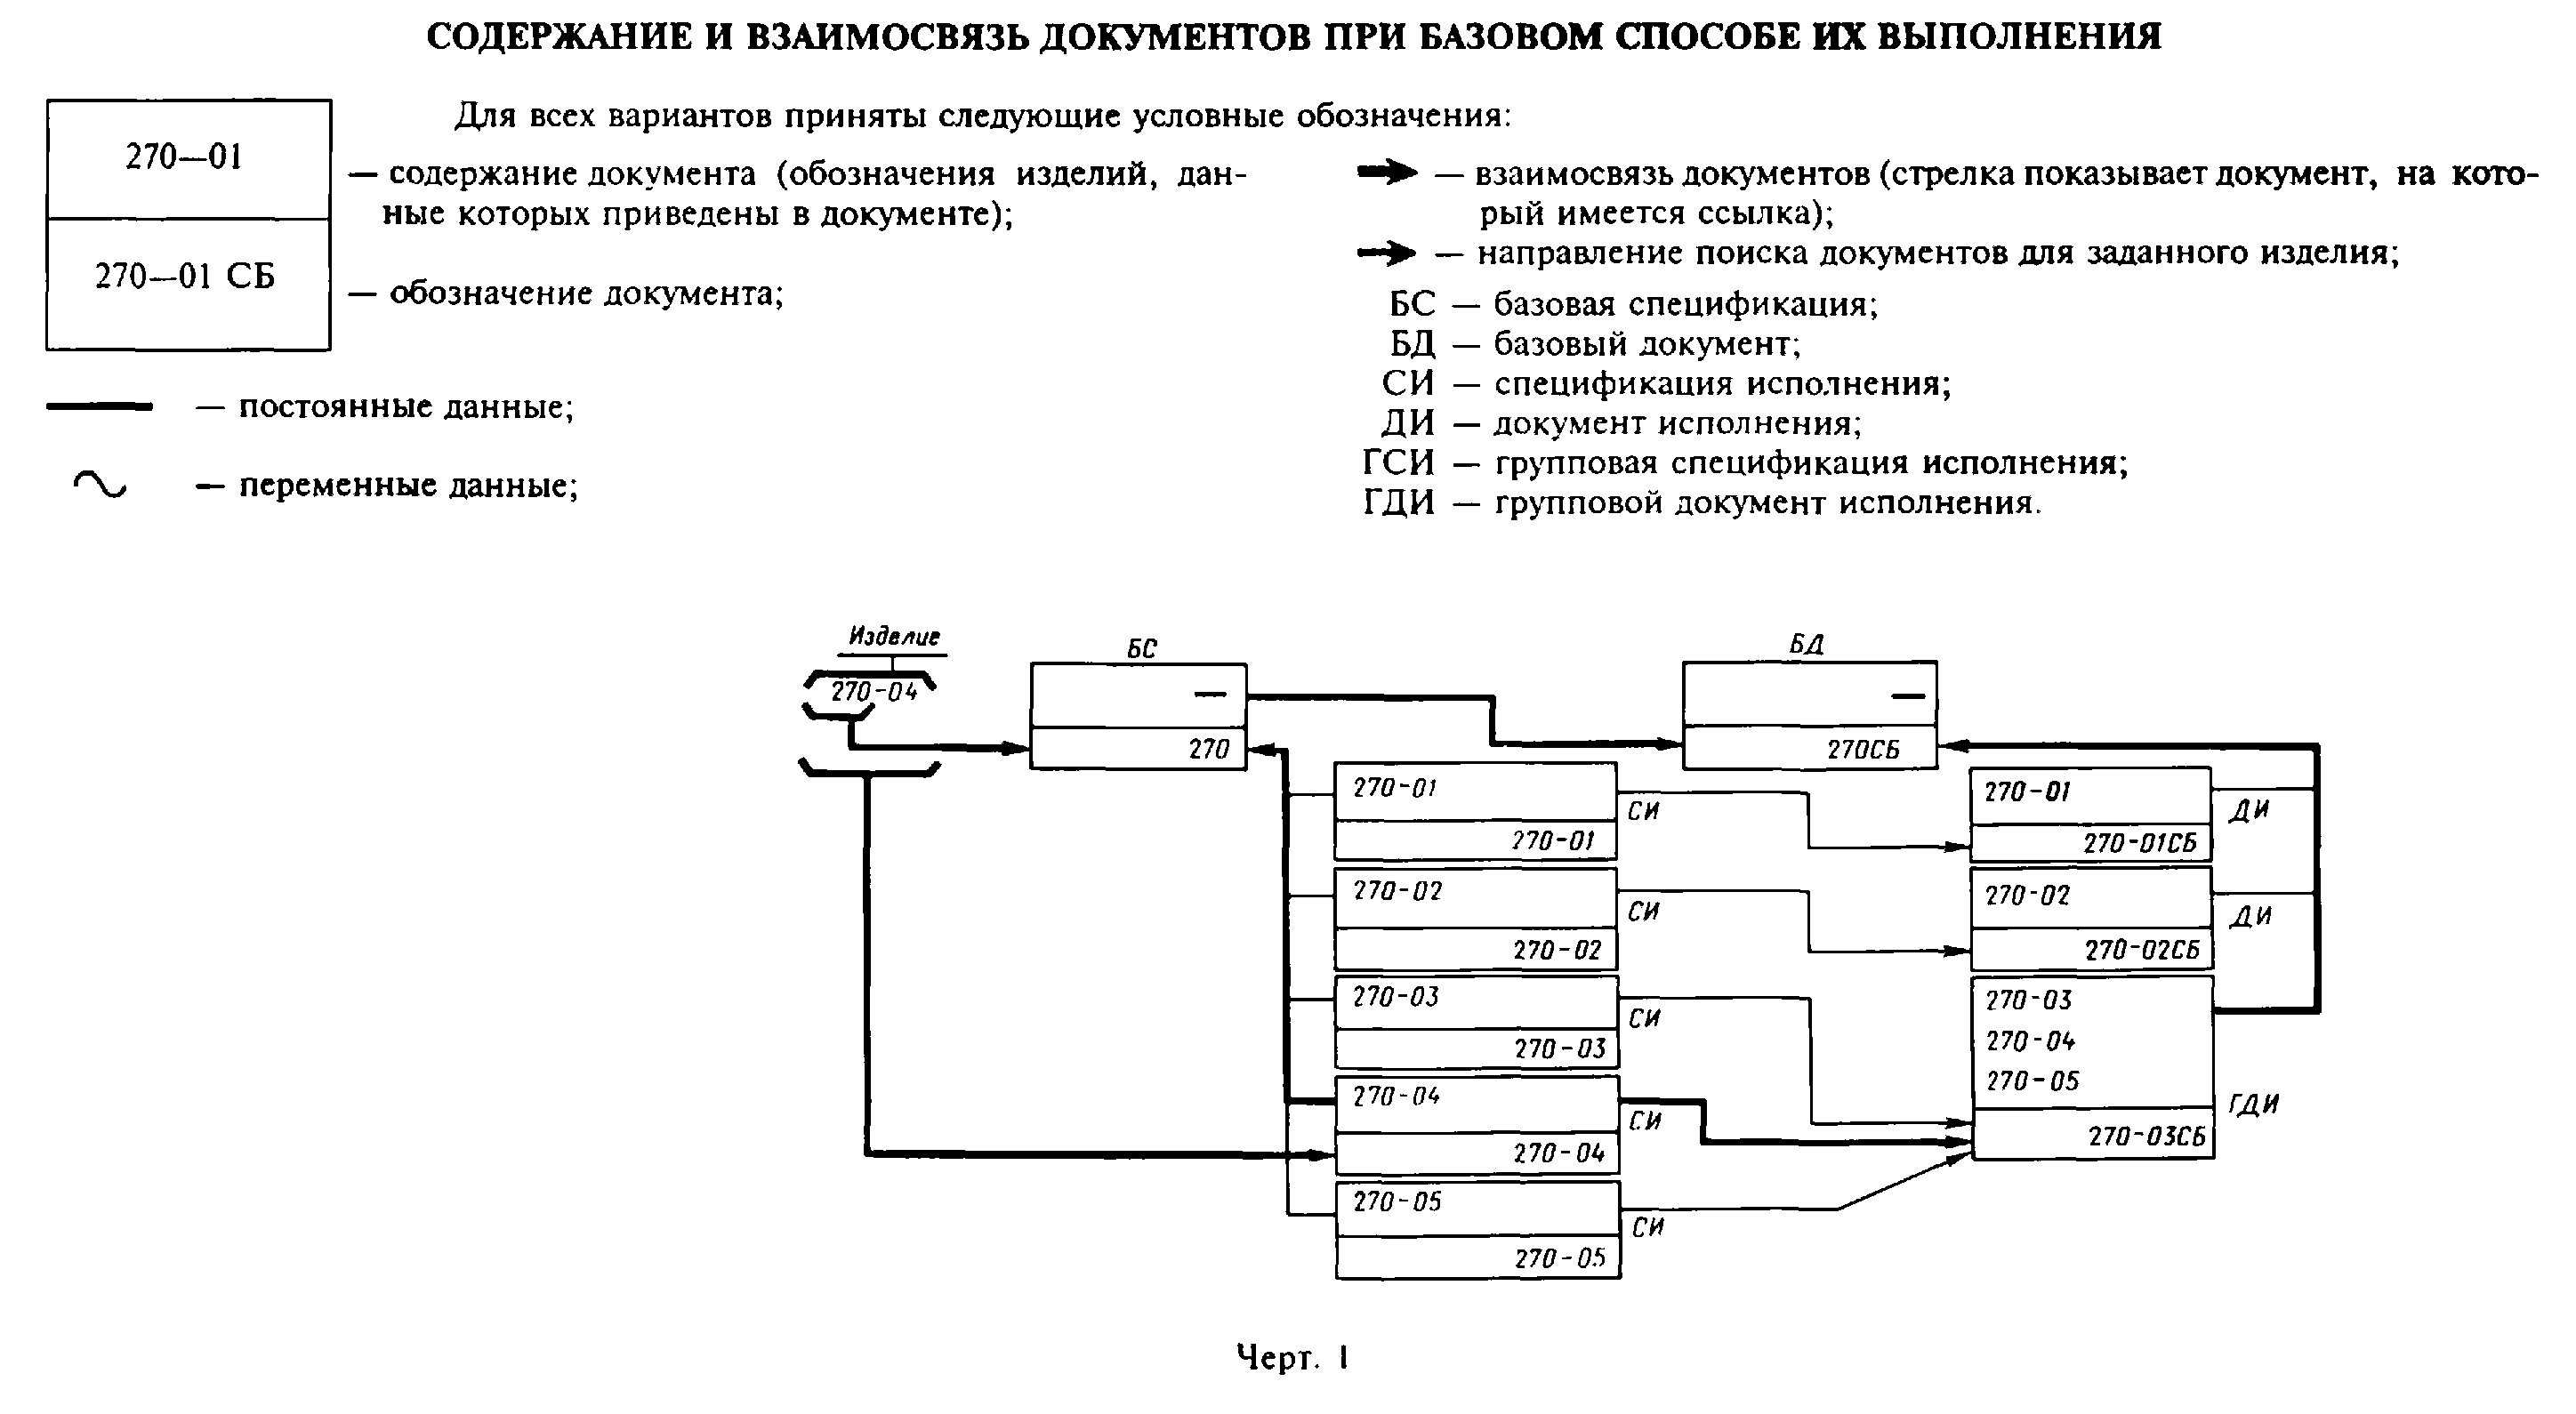 СОДЕРЖАНИЕ И ВЗАИМОСВЯЗЬ ДОКУМЕНТОВ ПРИ БАЗОВОМ СПОСОБЕ ИХ ВЫПОЛНЕНИЯ
Для всех вариантов приняты следующие условные обозначения:
270—01
— содержание документа (обозначения изделий, дан-
ные которых приведены в документе);
270—01 СБ
— обозначение документа;
— постоянные данные;
— переменные данные;
— взаимосвязь документов (стрелка показывает документ, на кото-
рый имеется ссылка);
— направление поиска документов для заданного изделия;
БС — базовая спецификация;
БД — базовый документ;
СИ — спецификация исполнения;
ДИ — документ исполнения;
ГСИ — групповая спецификация исполнения;
ГДИ — групповой документ исполнения.
Изделие
270-04
БС
270
БД
270СБ
270-01
СИ
270-01
270-02
СИ
270-02
270-03
СИ
270-03
270-04
СИ
270-04
270-05
СИ
270-05
270-01
ДИ
270-01СБ
270-02
ДИ
270-02СБ
270-03
270-04
270-05
ГДИ
270-03СБ
Черт. 1